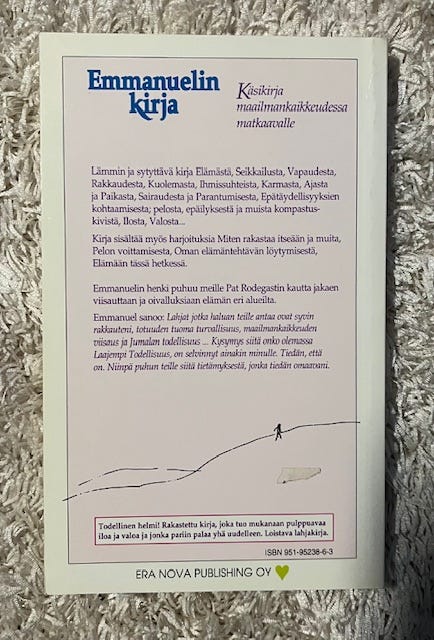 Emmanuelin
kirja
Käsikirja
maailmankaikkeudessa
matkaavalle
Lämmin ja sytyttävä kirja Elämästä, Seikkailusta, Vapaudesta,
Rakkaudesta, Kuolemasta, Ihmissuhteista, Karmasta, Ajasta
ja Paikasta, Sairaudesta ja Parantumisesta, Epätäydellisyyksien
kohtaamisesta; pelosta, epäilyksestä ja muista kompastus-
kivistä, Ilosta, Valosta...
Kirja sisältää myös harjoituksia Miten rakastaa itseään ja muita,
Pelon voittamisesta, Oman elämäntehtävän löytymisestä,
Elämään tässä hetkessä.
Emmanuelin henki puhuu meille Pat Rodegastin kautta jakaen
viisauttaan ja oivalluksiaan elämän eri alueilta.
Emmanuel sanoo: Lahjat jotka haluan teille antaa ovat syvin
rakkauteni, totuuden tuoma turvallisuus, maailmankaikkeuden
viisaus ja Jumalan todellisuus ... Kysymys siitä onko olemassa
Laajempi Todellisuus, on selvinnyt ainakin minulle. Tiedän, että
on. Niinpä puhun teille siitä tietämyksestä, jonka tiedän omaavani.
Todellinen helmi! Rakastettu kirja, joka tuo mukanaan pulppuavaa
iloa ja valoa ja jonka pariin palaa yhä uudelleen. Loistava lahjakirja.
ISBN 951-95238-6-3
ERA NOVA PUBLISHING OY